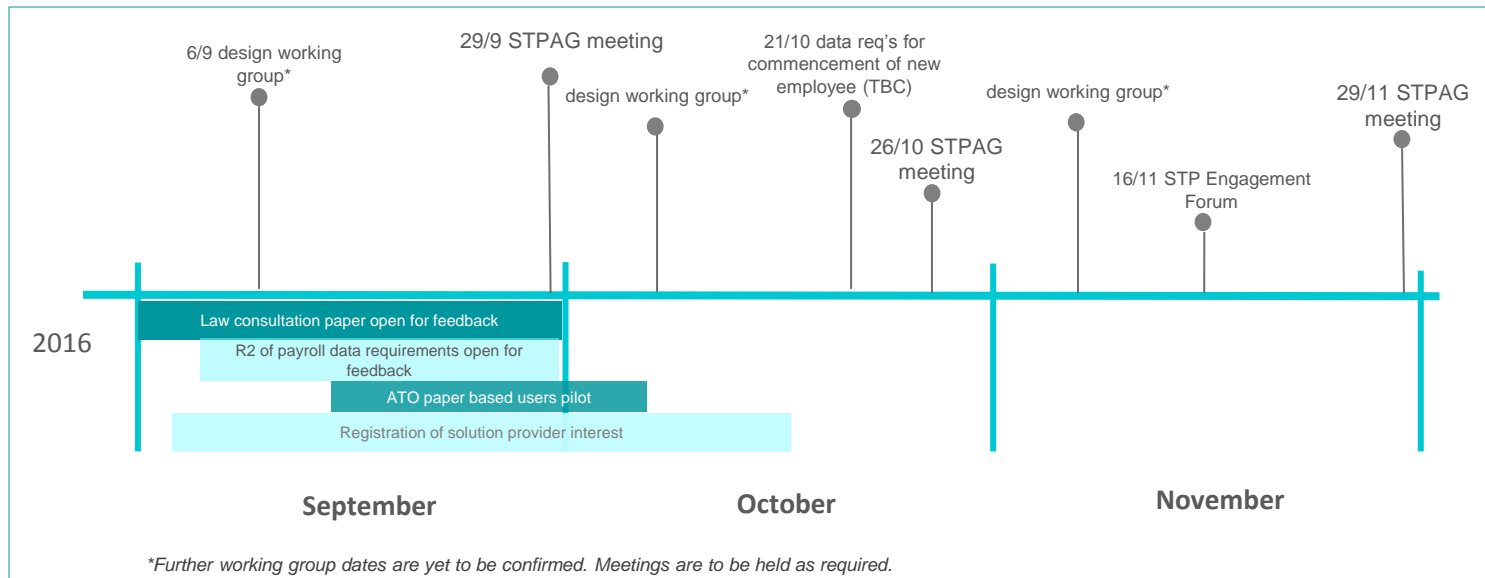 6/9 design working
group*
29/9 STPAG meeting
design working group*
21/10 data req's for
commencement of new
employee (TBC)
26/10 STPAG
meeting
design working group*
16/11 STP Engagement
Forum
29/11 STPAG
meeting
2016
Law consultation paper open for feedback
R2 of payroll data requirements open for
feedback
ATO paper based users pilot
Registration of solution provider interest
September
October
November
*Further working group dates are yet to be confirmed. Meetings are to be held as required.